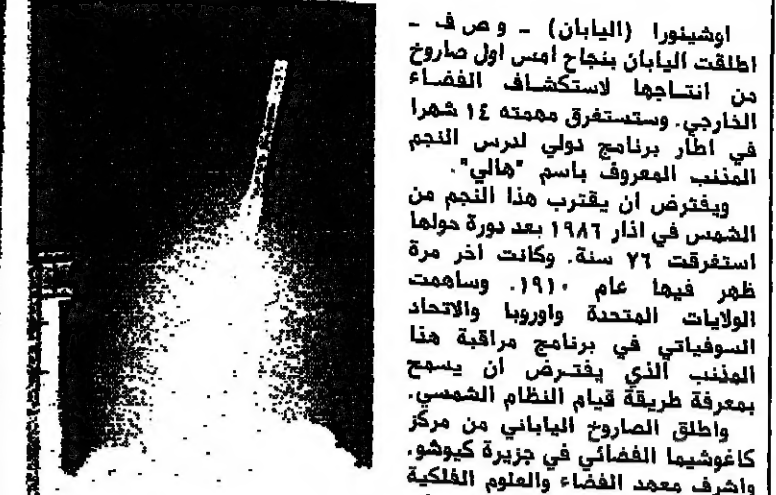 اوشينورا (اليابان) ـ و ص ف ـ
اطلقت اليابان بنجاح امس اول صاروخ
من انتاجها لاستكشاف الفضاء
الخارجي. وستستغرق مهمته ١٤ شهرا
في اطار برنامج دولي لدرس النجم
المذنب المعروف باسم "هالي".
ويفترض ان يقترب هذا النجم من
الشمس في اذار ١٩٨٦ بعد دورة حولها
استغرقت ٧٦ سنة. وكانت اخر مرة
ظهر فيها عام ١٩١٠. وساهمت
الولايات المتحدة واوروبا والاتحاد
السوفياتي في برنامج مراقبة هذا
المذنب الذي يفترض أن يسمح
بمعرفة طريقة قيام النظام الشمسي.
واطلق الصاروخ الياباني من مركز
كاغوشيما الفضائي في جزيرة كيوشو.
واشرف معهد الفضاء والعلوم الفلكية